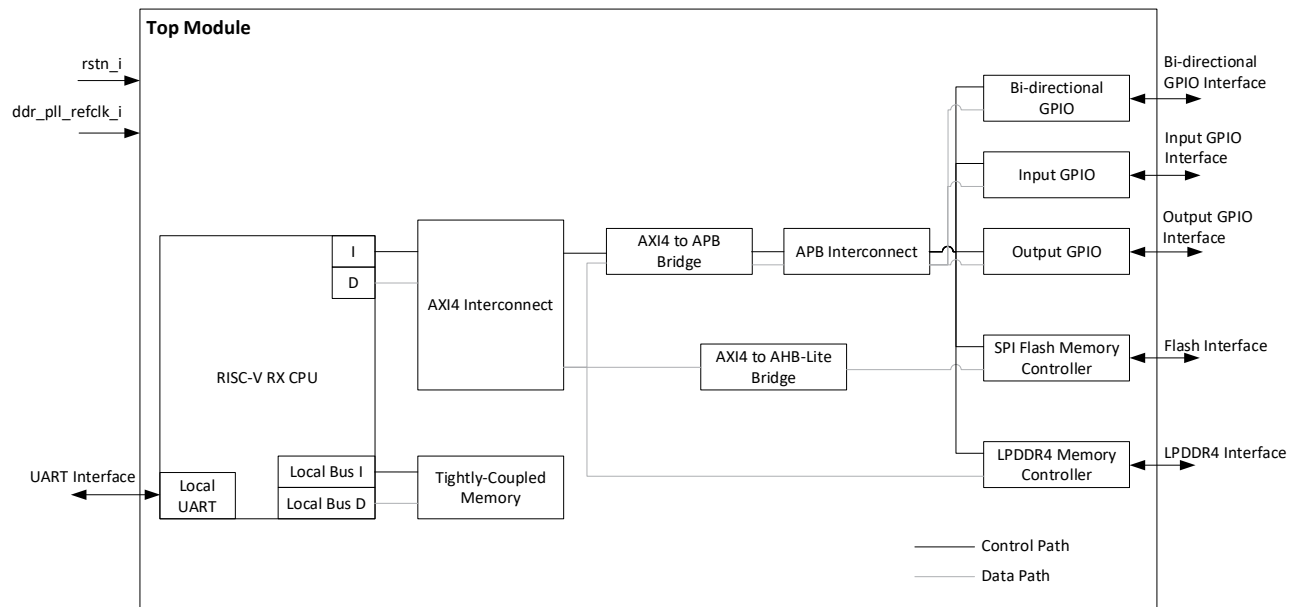 Top Module
rstn_i
ddr_pll_refclk_i
Bi-directional
GPIO
Bi-directional
GPIO Interface
Input GPIO
Input GPIO
Interface
Output GPIO
Output GPIO
Interface
I
D
AXI4 Interconnect
AXI4 to APB
Bridge
APB Interconnect
RISC-V RX CPU
AXI4 to AHB-Lite
Bridge
SPI Flash Memory
Controller
Flash Interface
LPDDR4 Memory
Controller
LPDDR4 Interface
UART Interface
Local
UART
Local Bus I
Local Bus D
Tightly-Coupled
Memory
Control Path
Data Path